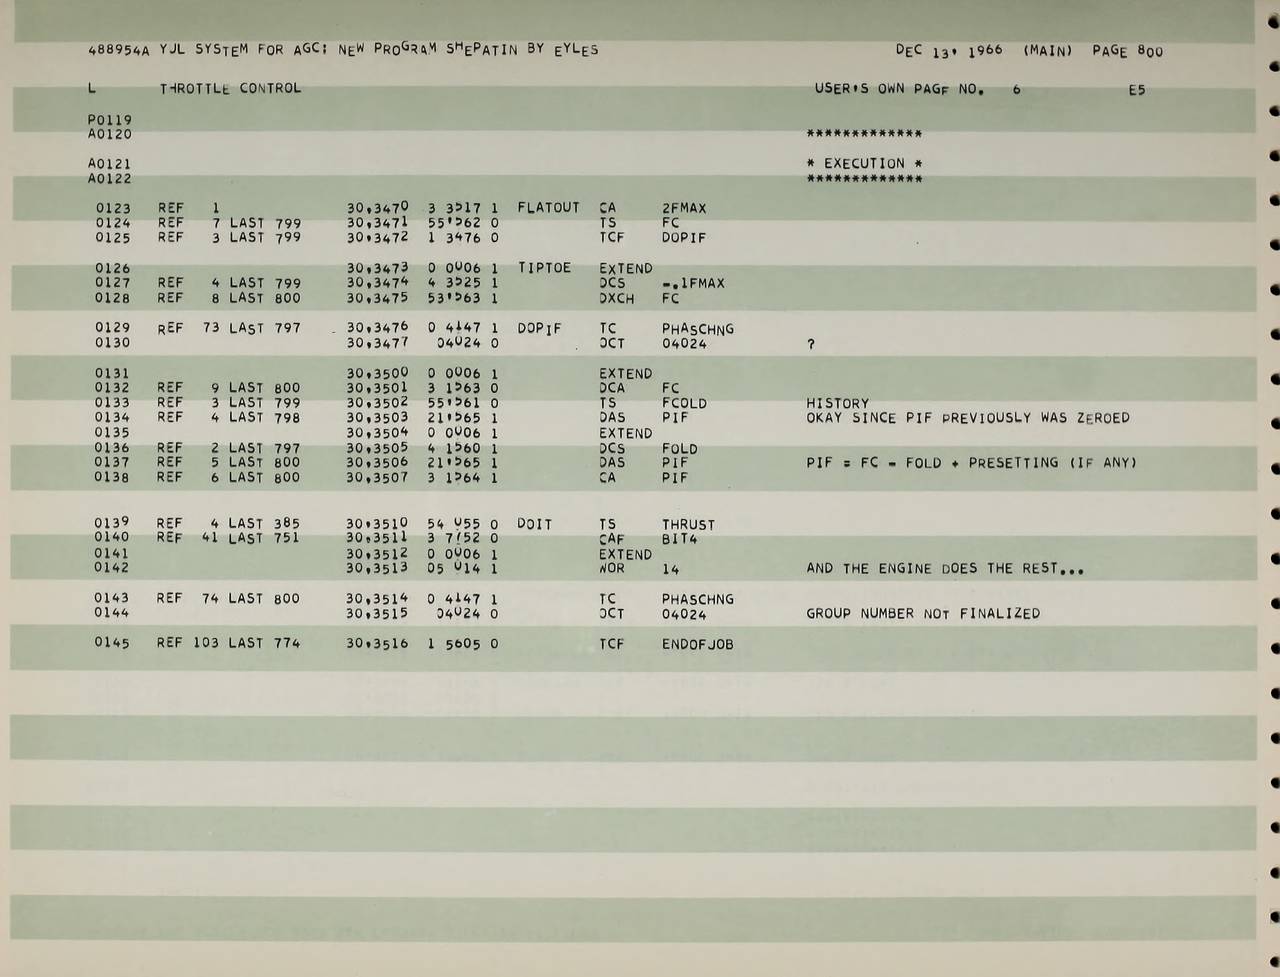 488954A YJL SYSTEM FOR AGC; NEW PROGRAM SHEPATIN BY EYLES DEC 13, 1966 (MAIN) PAGE 800
L THROTTLE CONTROL USER'S OWN PAGE NO. 6 E5
P0119
A0120 *************
A0121 * EXECUTION *
A0122 *************
0123 REF 1 30,3470 3 3517 1 FLATOUT CA 2FMAX
0124 REF 7 LAST 799 30,3471 55'562 0 TS FC
0125 REF 3 LAST 799 30,3472 1 3476 0 TCF DOPIF
0126 30,3473 0 0006 1 TIPTOE EXTEND
0127 REF 4 LAST 799 30,3474 4 3525 1 DCS -.1FMAX
0128 REF 8 LAST 800 30,3475 53'563 1 DXCH FC
0129 REF 73 LAST 797 30,3476 0 4147 1 DOPIF TC PHASCHNG
0130 30,3477 04024 0 OCT 04024 ?
0131 30,3500 0 0006 1 EXTEND
0132 REF 9 LAST 800 30,3501 3 1563 0 DCA FC
0133 REF 3 LAST 799 30,3502 55'561 0 TS FCOLD HISTORY
0134 REF 4 LAST 798 30,3503 21'565 1 DAS PIF OKAY SINCE PIF PREVIOUSLY WAS ZEROED
0135 30,3504 0 0006 1 EXTEND
0136 REF 2 LAST 797 30,3505 4 1560 1 DCS FOLD
0137 REF 5 LAST 800 30,3506 21'565 1 DAS PIF PIF = FC - FOLD + PRESETTING (IF ANY)
0138 REF 6 LAST 800 30,3507 3 1564 1 CA PIF
0139 REF 4 LAST 385 30,3510 54 055 0 DOIT TS THRUST
0140 REF 41 LAST 751 30,3511 3 7752 0 CAF BIT4
0141 30,3512 0 0006 1 EXTEND
0142 30,3513 05 014 1 WOR 14 AND THE ENGINE DOES THE REST...
0143 REF 74 LAST 800 30,3514 0 4147 1 TC PHASCHNG
0144 30,3515 04024 0 OCT 04024 GROUP NUMBER NOT FINALIZED
0145 REF 103 LAST 774 30,3516 1 5605 0 TCF ENDOFJOB